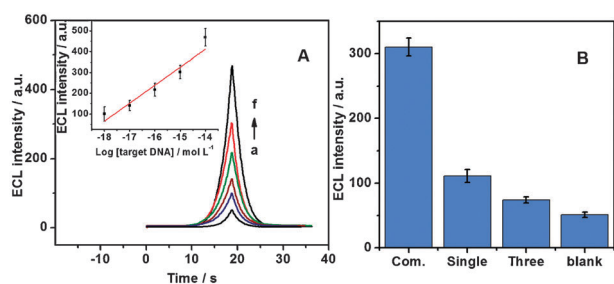 600
400
200
0
ECL intensity / a.u.
-10
0
10
20
30
40
Time / s
500
400
300
200
100
ECL intensity / a.u.
-18
-17
-16
-15
-14
Log [target DNA] / mol L⁻¹
A
f
a
B
300
200
100
0
ECL intensity / a.u.
Com.
Single
Three
blank